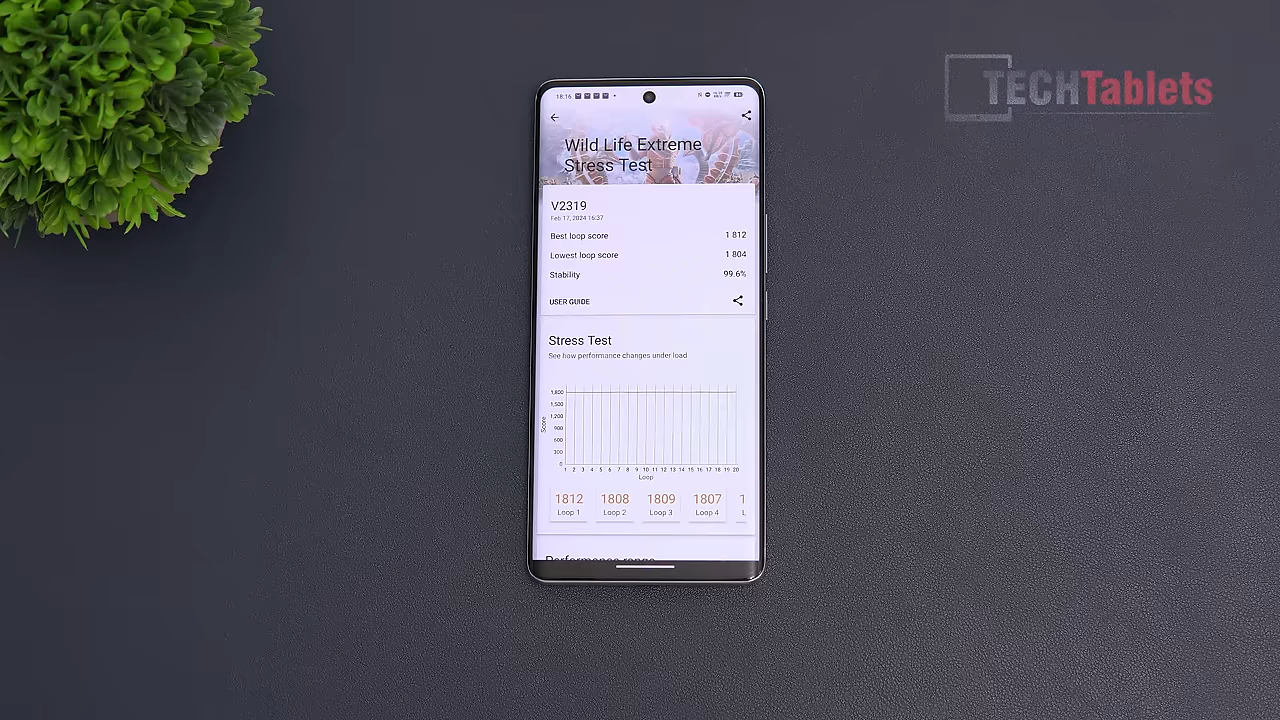 TECHTablets
18:16
Wild Life Extreme
Stress Test
V2319
Feb 17, 2024 16:37
Best loop score 1 812
Lowest loop score 1 804
Stability 99.6%
USER GUIDE
Stress Test
See how performance changes under load
Score
1,800
1,500
1,200
900
600
300
0
1 2 3 4 5 6 7 8 9 10 11 12 13 14 15 16 17 18 19 20
Loop
1812 1808 1809 1807 1
Loop 1 Loop 2 Loop 3 Loop 4 L
Performance range